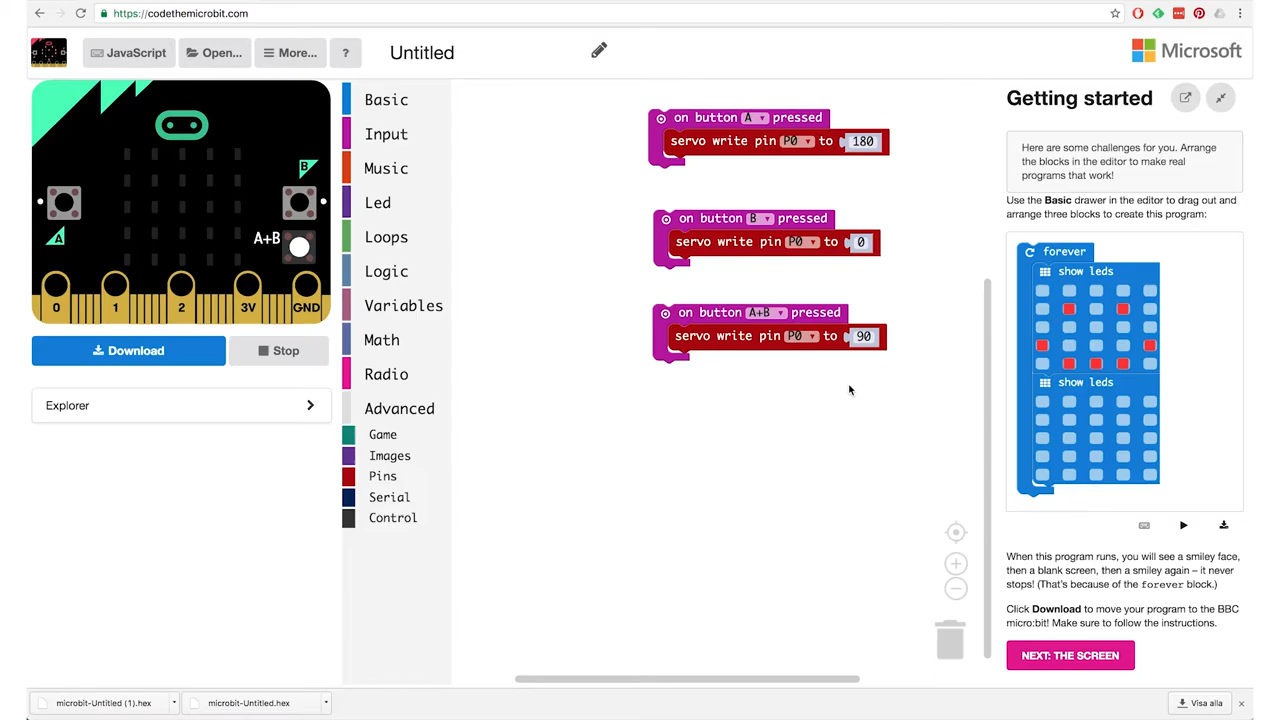 https://codethemicrobit.com
JavaScript
Open...
More...
?
Untitled
Microsoft
B
A
A+B
0
1
2
3V
GND
Download
Stop
Explorer
Basic
Input
Music
Led
Loops
Logic
Variables
Math
Radio
Advanced
Game
Images
Pins
Serial
Control
on button A pressed
servo write pin P0 to 180
on button B pressed
servo write pin P0 to 0
on button A+B pressed
servo write pin P0 to 90
Getting started
Here are some challenges for you. Arrange
the blocks in the editor to make real
programs that work!
Use the Basic drawer in the editor to drag out and
arrange three blocks to create this program:
forever
show leds
show leds
When this program runs, you will see a smiley face,
then a blank screen, then a smiley again – it never
stops! (That's because of the forever block.)
Click Download to move your program to the BBC
micro:bit! Make sure to follow the instructions.
NEXT: THE SCREEN
microbit-Untitled (1).hex
microbit-Untitled.hex
Visa alla